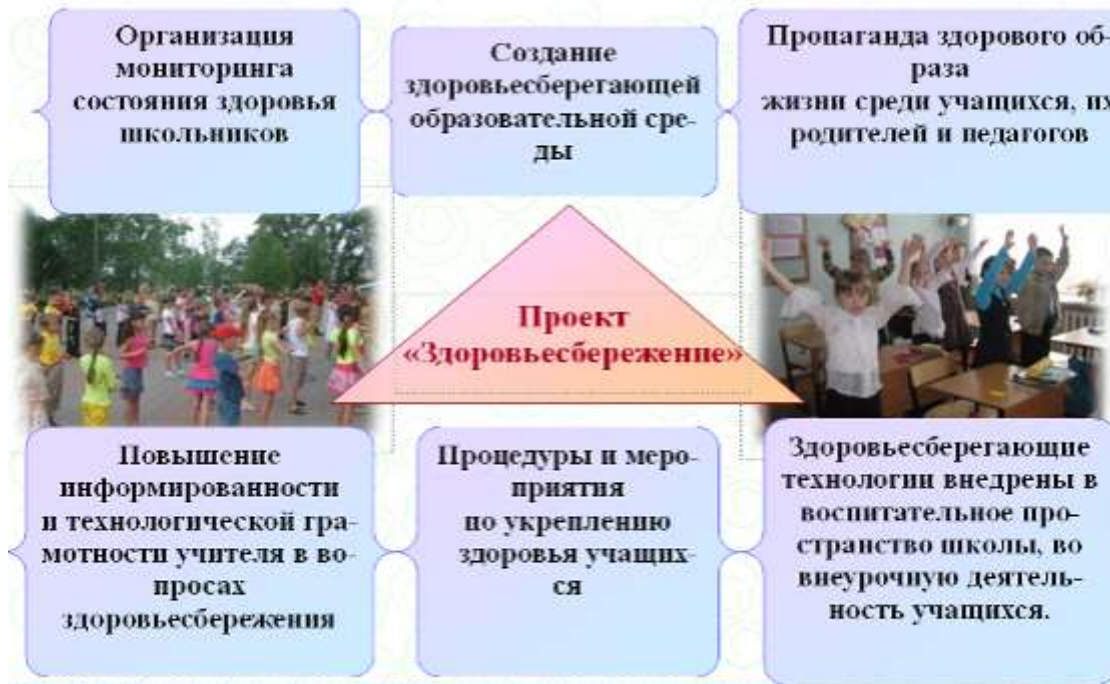 Организация
мониторинга
состояния здоровья
школьников
Создание
здоровьесберегающей
образовательной сре-
ды
Пропаганда здорового об-
раза
жизни среди учащихся, их
родителей и педагогов
Проект
«Здоровьесбережение»
Повышение
информированности
и технологической гра-
мотности учителя в во-
просах
здоровьесбережения
Процедуры и меро-
приятия
по укреплению
здоровья учащих-
ся
Здоровьесберегающие
технологии внедрены в
воспитательное про-
странство школы, во
внеурочную деятель-
ность учащихся.